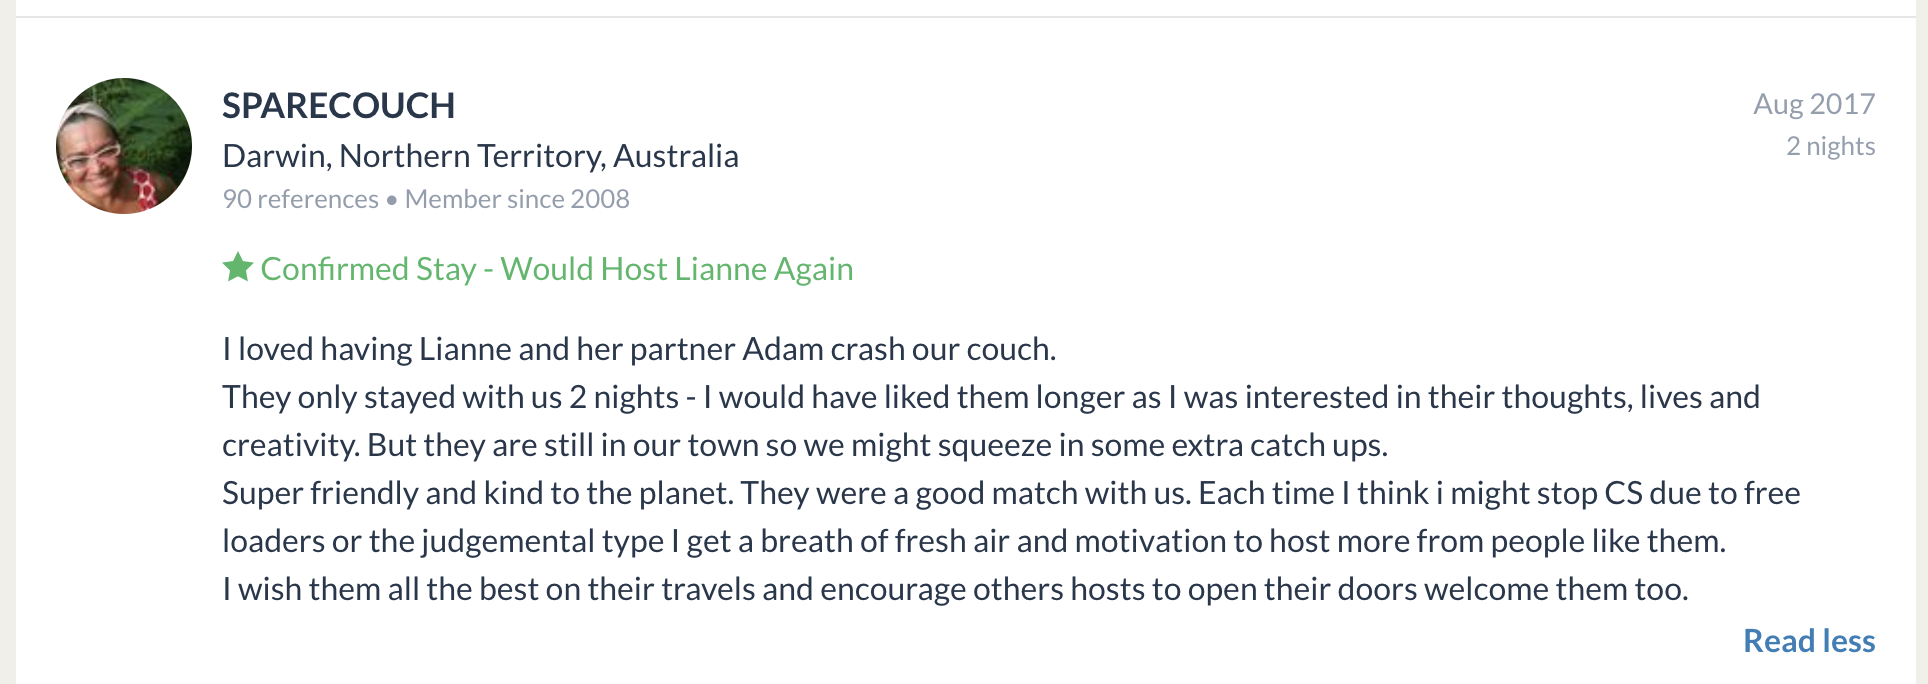 SPARECOUCH
Aug 2017
Darwin, Northern Territory, Australia
2 nights
90 references • Member since 2008
★ Confirmed Stay - Would Host Lianne Again
I loved having Lianne and her partner Adam crash our couch.
They only stayed with us 2 nights - I would have liked them longer as I was interested in their thoughts, lives and
creativity. But they are still in our town so we might squeeze in some extra catch ups.
Super friendly and kind to the planet. They were a good match with us. Each time I think i might stop CS due to free
loaders or the judgemental type I get a breath of fresh air and motivation to host more from people like them.
I wish them all the best on their travels and encourage others hosts to open their doors welcome them too.
Read less